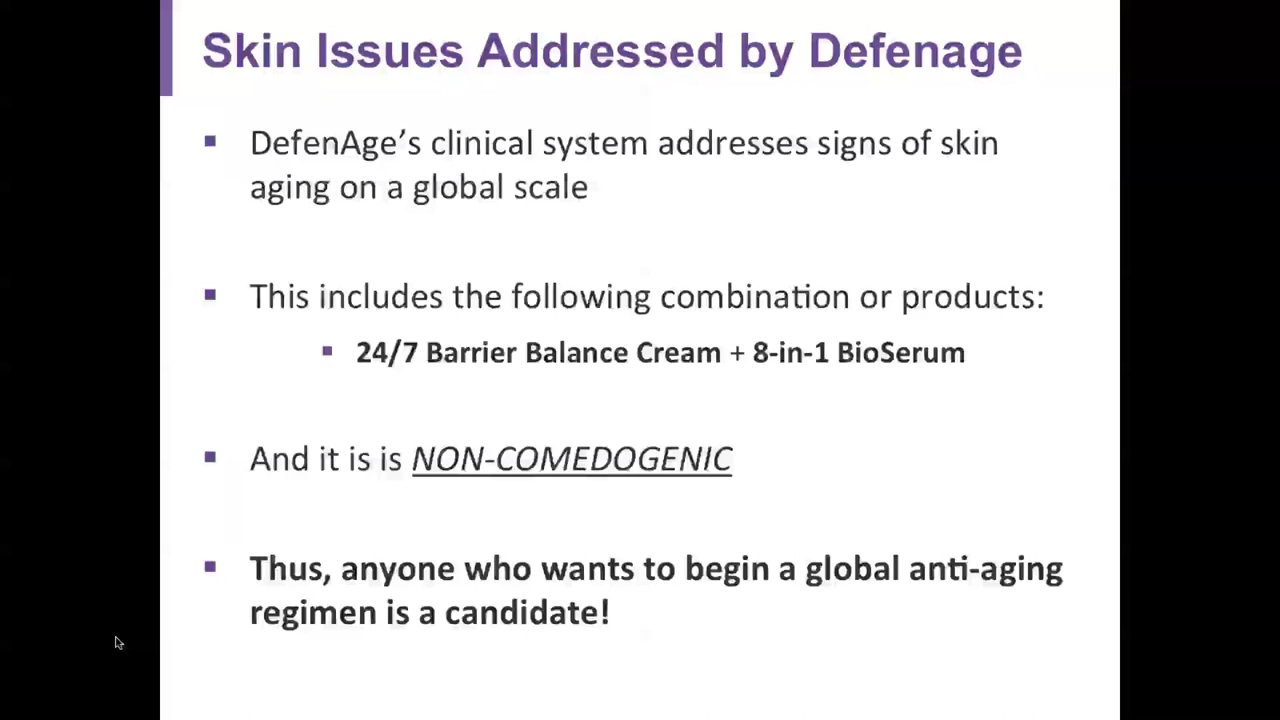 Skin Issues Addressed by Defenage
DefenAge’s clinical system addresses signs of skin
aging on a global scale
This includes the following combination or products:
24/7 Barrier Balance Cream + 8-in-1 BioSerum
And it is is NON-COMEDOGENIC
Thus, anyone who wants to begin a global anti-aging
regimen is a candidate!